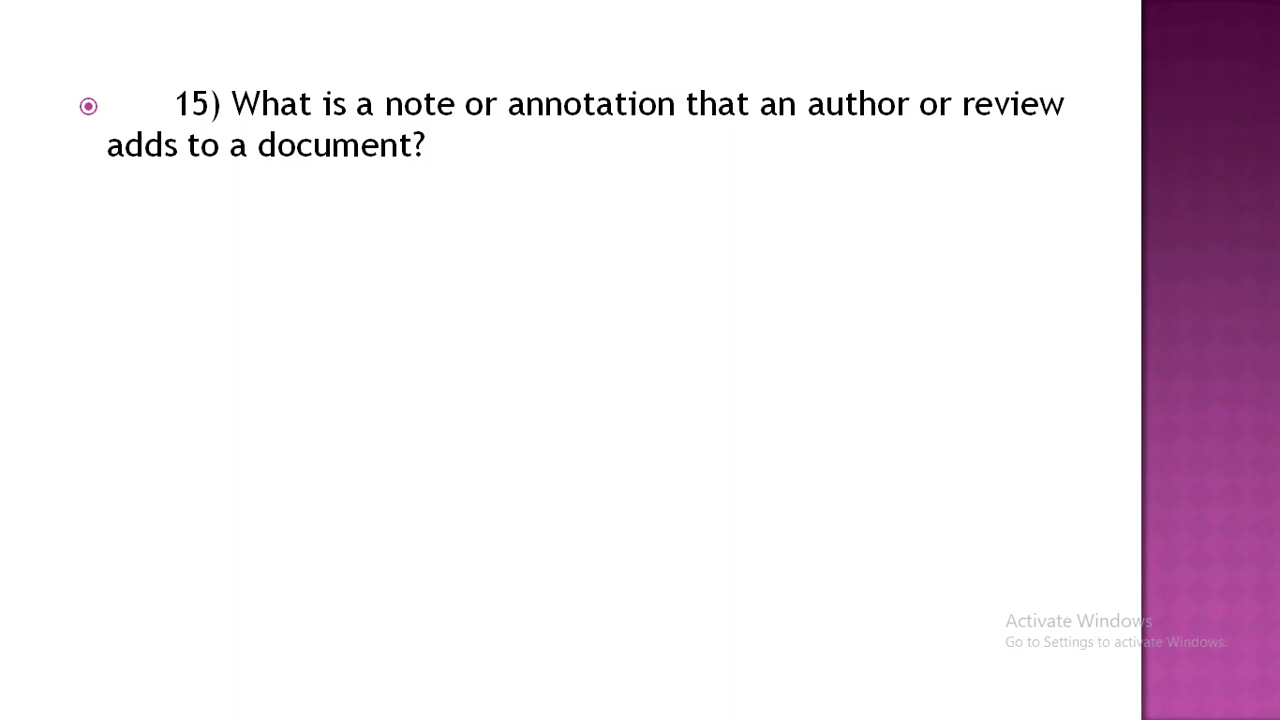 15) What is a note or annotation that an author or review
adds to a document?
Activate Windows
Go to Settings to activate Windows.